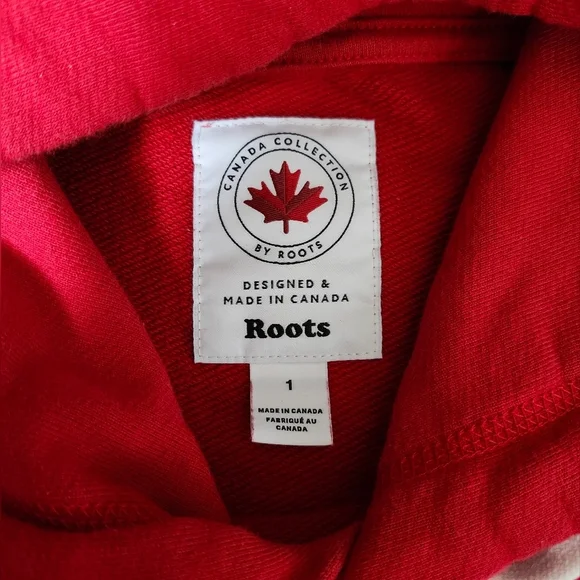 CANADA COLLECTION
BY ROOTS
DESIGNED &
MADE IN CANADA
Roots
1
MADE IN CANADA
FABRIQUÉ AU
CANADA